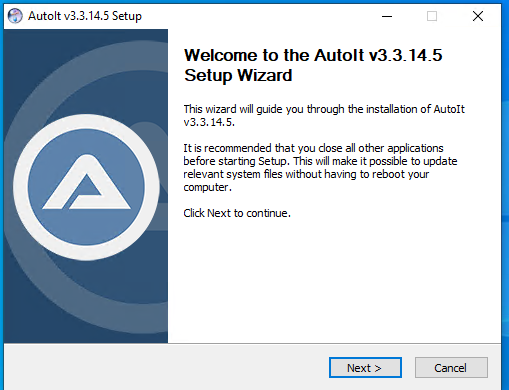 AutoIt v3.3.14.5 Setup
Welcome to the AutoIt v3.3.14.5
Setup Wizard
This wizard will guide you through the installation of AutoIt
v3.3.14.5.
It is recommended that you close all other applications
before starting Setup. This will make it possible to update
relevant system files without having to reboot your
computer.
Click Next to continue.
Next >
Cancel